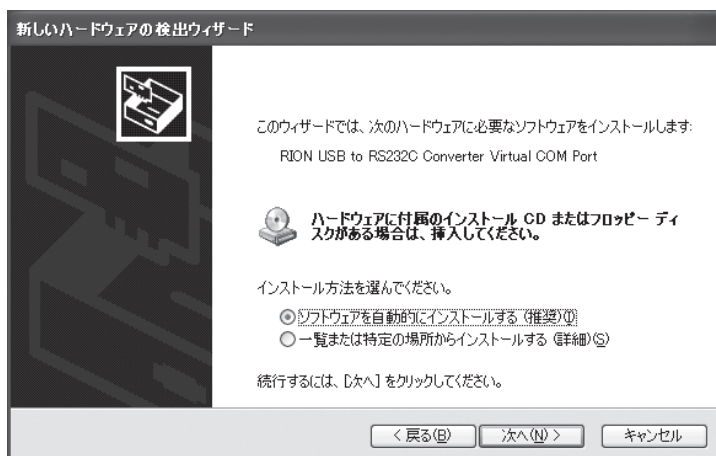 新しいハードウェアの検出ウィザード
このウィザードでは、次のハードウェアに必要なソフトウェアをインストールします:
RION USB to RS232C Converter Virtual COM Port
ハードウェアに付属のインストール CD またはフロッピー ディ
スクがある場合は、挿入してください。
インストール方法を選んでください。
ソフトウェアを自動的にインストールする (推奨)(I)
一覧または特定の場所からインストールする (詳細)(S)
続行するには、[次へ] をクリックしてください。
< 戻る(B)
次へ(N) >
キャンセル